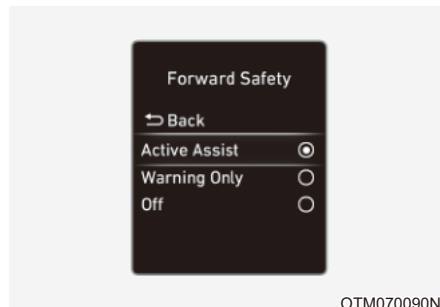 Forward Safety
Back
Active Assist
Warning Only
Off
OTM070090N